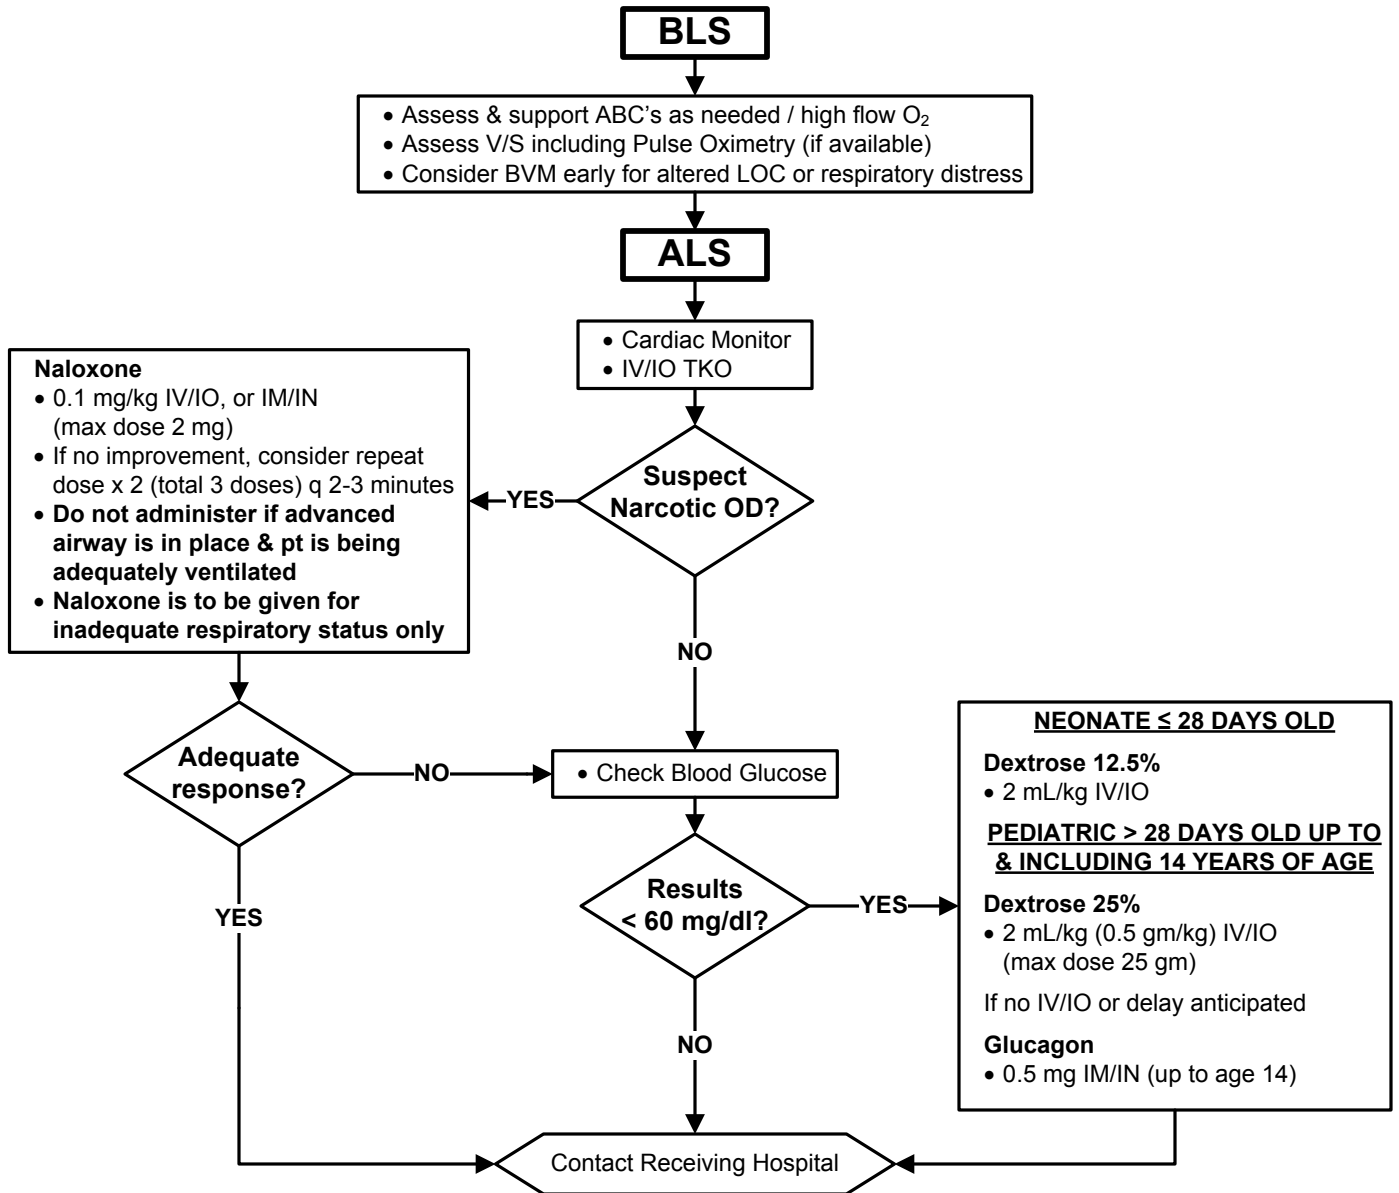 BLS
• Assess & support ABC’s as needed / high flow O₂
• Assess V/S including Pulse Oximetry (if available)
• Consider BVM early for altered LOC or respiratory distress
ALS
• Cardiac Monitor
• IV/IO TKO
Suspect
Narcotic OD?
YES
Naloxone
• 0.1 mg/kg IV/IO, or IM/IN
(max dose 2 mg)
• If no improvement, consider repeat
dose x 2 (total 3 doses) q 2-3 minutes
• Do not administer if advanced
airway is in place & pt is being
adequately ventilated
• Naloxone is to be given for
inadequate respiratory status only
NO
Adequate
response?
NO
• Check Blood Glucose
YES
Results
< 60 mg/dl?
YES
NEONATE ≤ 28 DAYS OLD
Dextrose 12.5%
• 2 mL/kg IV/IO
PEDIATRIC > 28 DAYS OLD UP TO
& INCLUDING 14 YEARS OF AGE
Dextrose 25%
• 2 mL/kg (0.5 gm/kg) IV/IO
(max dose 25 gm)
If no IV/IO or delay anticipated
Glucagon
• 0.5 mg IM/IN (up to age 14)
NO
Contact Receiving Hospital